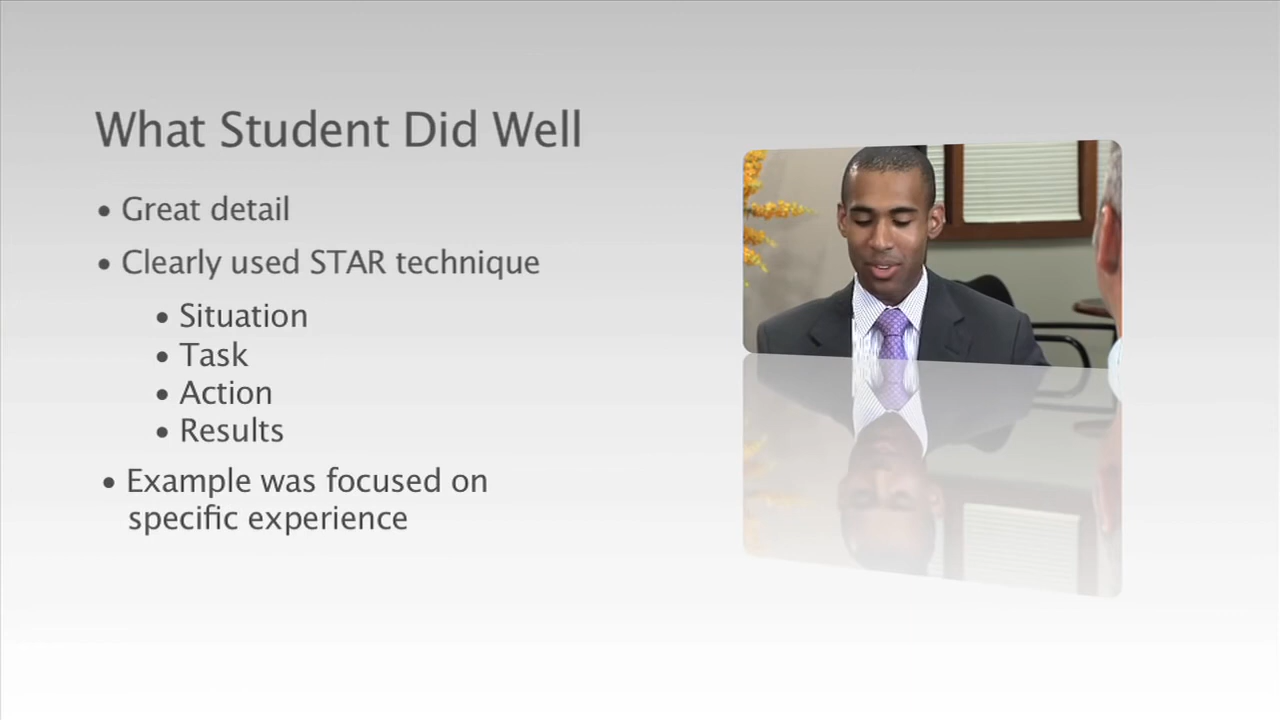 What Student Did Well
• Great detail
• Clearly used STAR technique
• Situation
• Task
• Action
• Results
• Example was focused on
specific experience